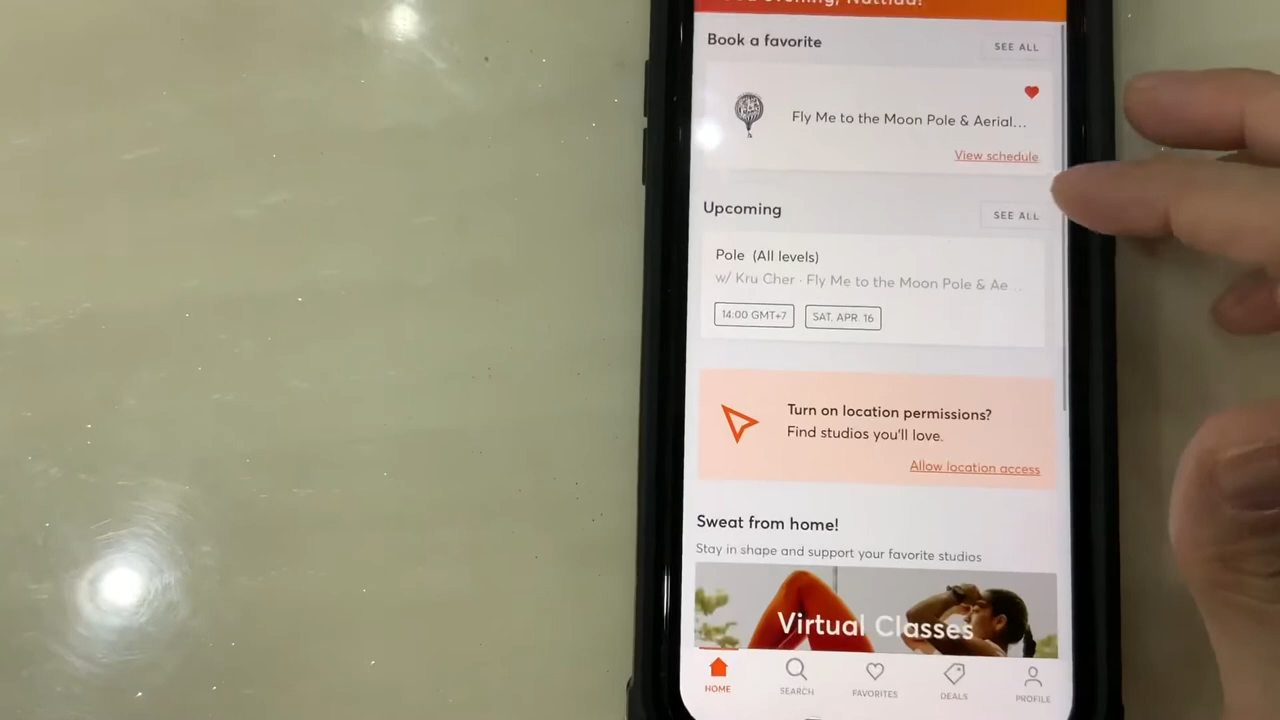 Book a favorite
SEE ALL
Fly Me to the Moon Pole & Aerial...
View schedule
Upcoming
SEE ALL
Pole (All levels)
w/ Kru Cher · Fly Me to the Moon Pole & Ae...
14:00 GMT+7
SAT. APR. 16
Turn on location permissions?
Find studios you'll love.
Allow location access
Sweat from home!
Stay in shape and support your favorite studios
Virtual Classes
HOME
SEARCH
FAVORITES
DEALS
PROFILE